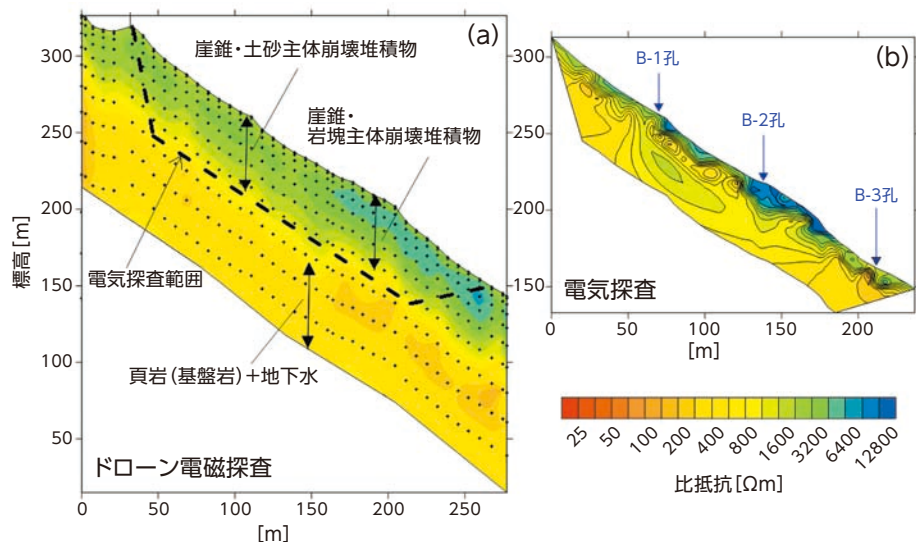 (a)
崖錐・土砂主体崩壊堆積物
崖錐・
岩塊主体崩壊堆積物
電気探査範囲
頁岩(基盤岩)+地下水
ドローン電磁探査
標高[m]
300
250
200
150
100
50
0
50
100
150
200
250
[m]
(b)
B-1孔
B-2孔
B-3孔
電気探査
300
250
200
150
0
50
100
150
200
[m]
25
50
100
200
400
800
1600
3200
6400
12800
比抵抗[Ωm]